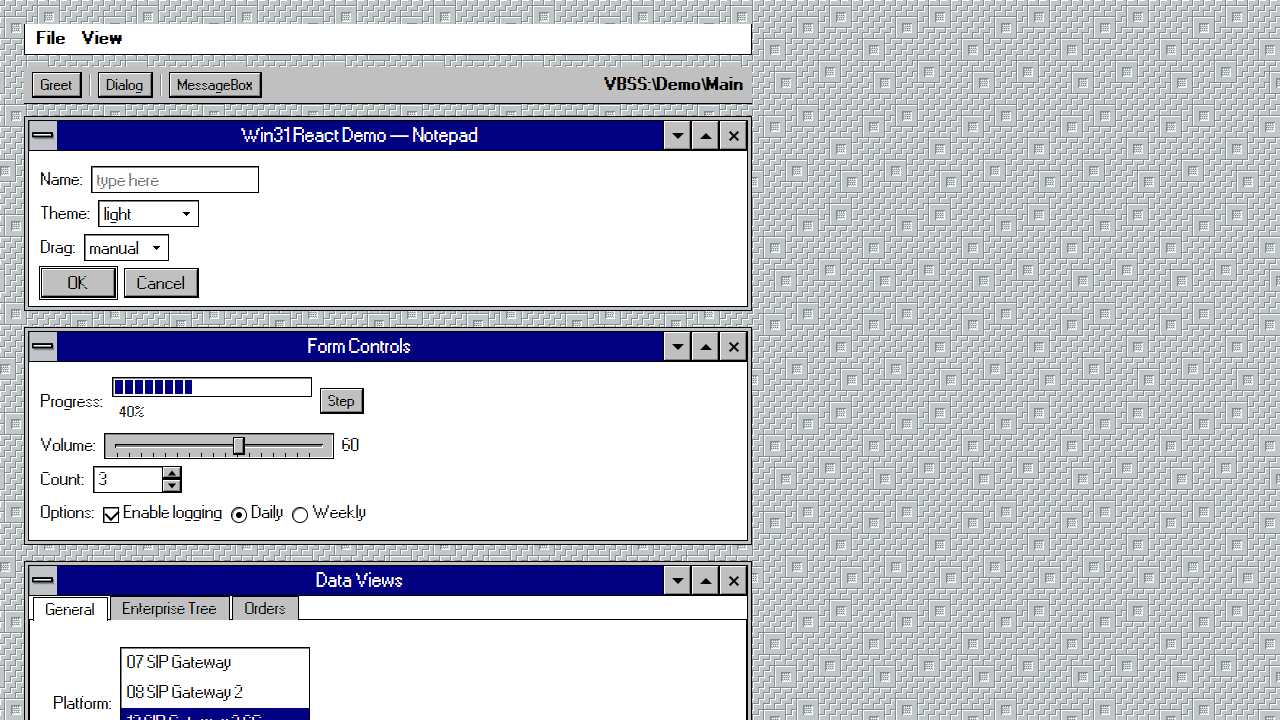 File View
Greet Dialog MessageBox VBSS:\Demo\Main
Win31React Demo — Notepad
Name: type here
Theme: light
Drag: manual
OK Cancel
Form Controls
Progress: Step
40%
Volume: 60
Count: 3
Options: Enable logging Daily Weekly
Data Views
General Enterprise Tree Orders
07 SIP Gateway
08 SIP Gateway 2
Platform: